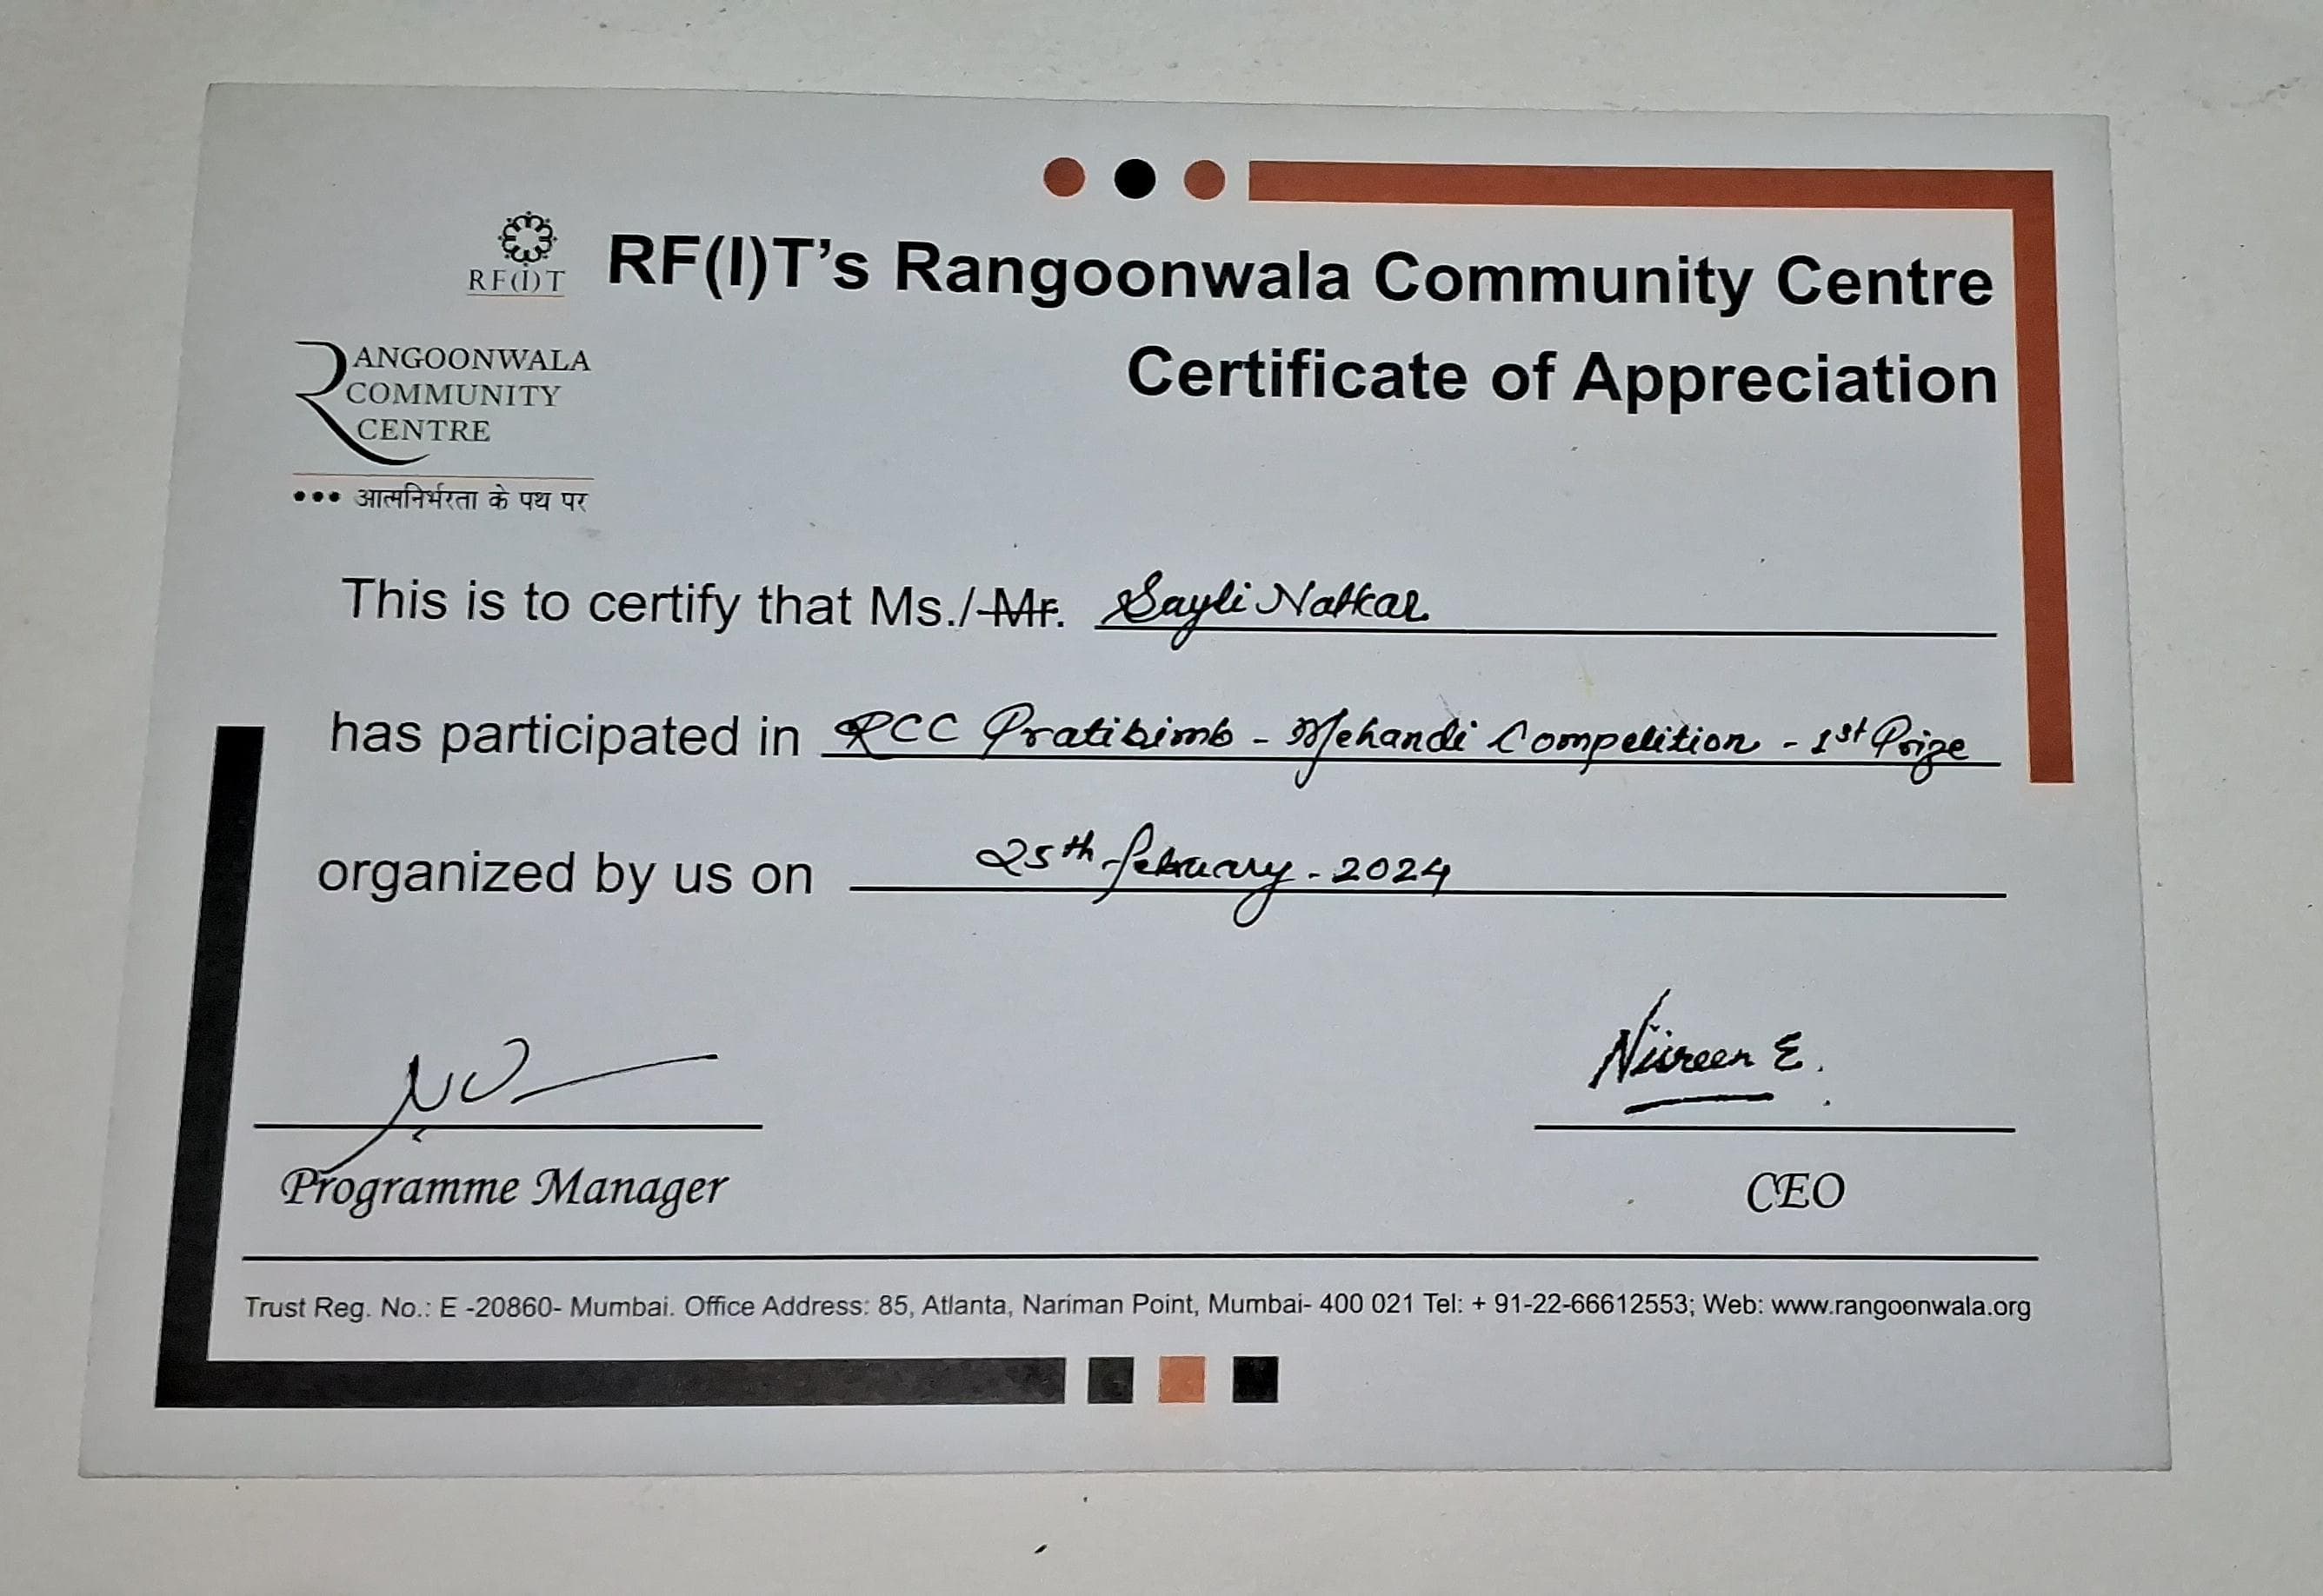 RF(I)T
RF(I)T's Rangoonwala Community Centre
RANGOONWALA
COMMUNITY
CENTRE
Certificate of Appreciation
••• आत्मनिर्भरता के पथ पर
This is to certify that Ms./Mr. Sayli Natkar
has participated in RCC Pratibimb - Mehandi Competition - 1st Prize
organized by us on 25th february - 2024
E.
Programme Manager
CEO
Trust Reg. No.: E -20860- Mumbai. Office Address: 85, Atlanta, Nariman Point, Mumbai- 400 021 Tel: + 91-22-66612553; Web: www.rangoonwala.org